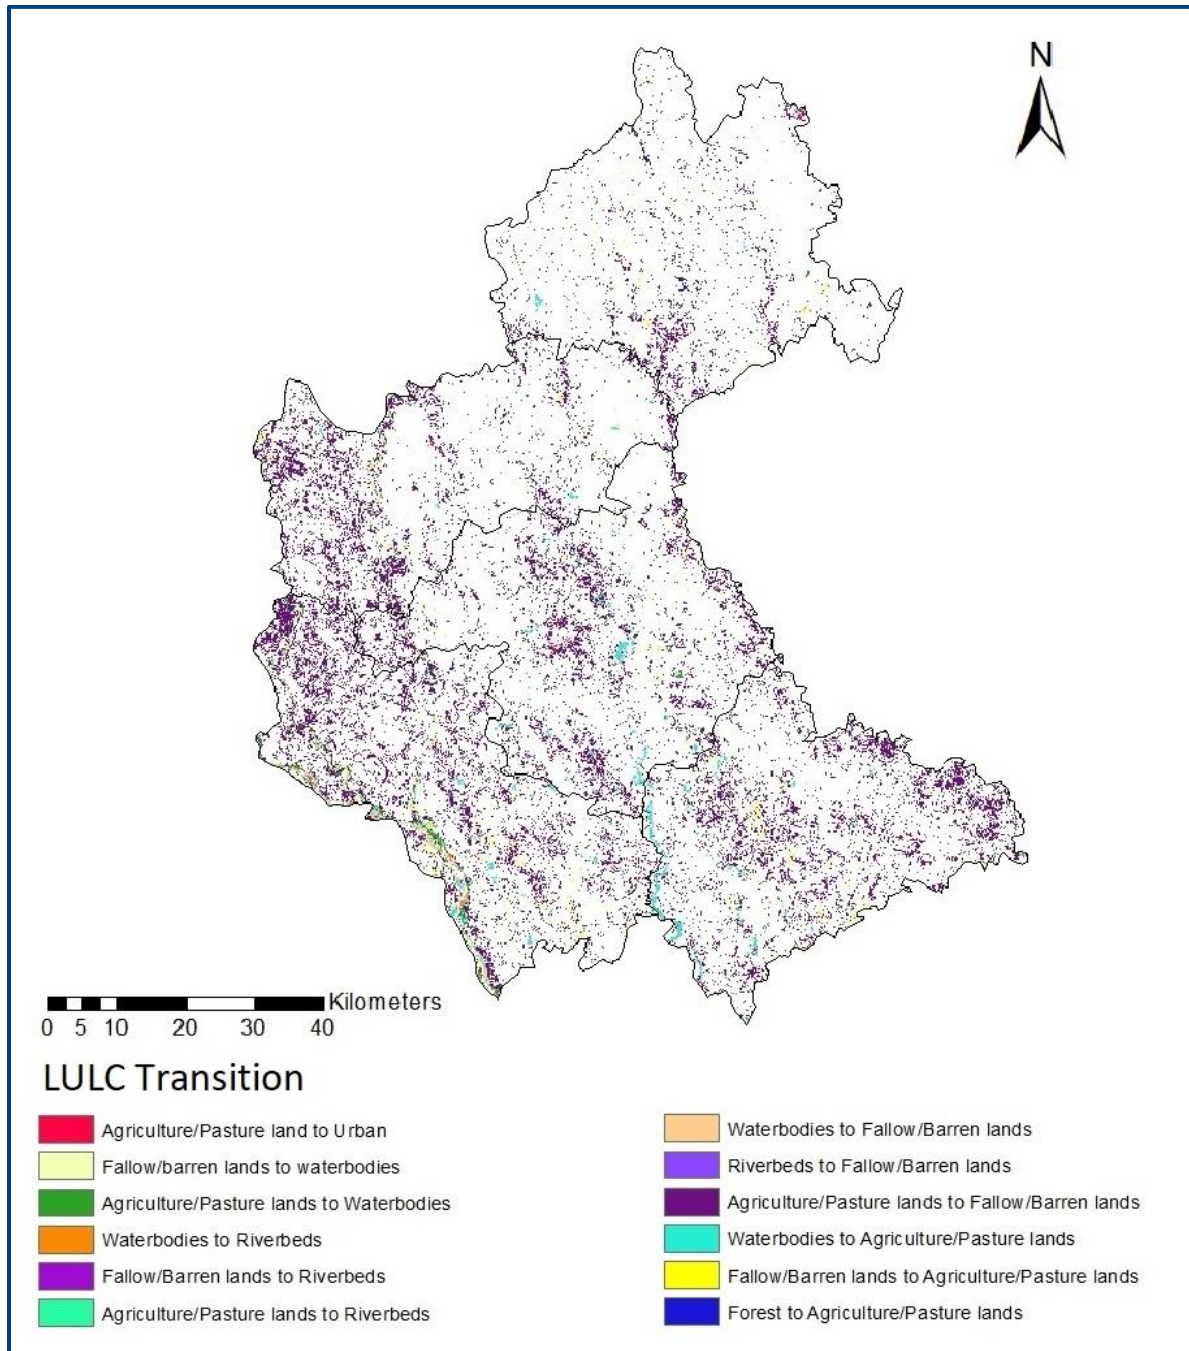 N
Kilometers
0 5 10 20 30 40
LULC Transition
Agriculture/Pasture land to Urban
Fallow/barren lands to waterbodies
Agriculture/Pasture lands to Waterbodies
Waterbodies to Riverbeds
Fallow/Barren lands to Riverbeds
Agriculture/Pasture lands to Riverbeds
Waterbodies to Fallow/Barren lands
Riverbeds to Fallow/Barren lands
Agriculture/Pasture lands to Fallow/Barren lands
Waterbodies to Agriculture/Pasture lands
Fallow/Barren lands to Agriculture/Pasture lands
Forest to Agriculture/Pasture lands